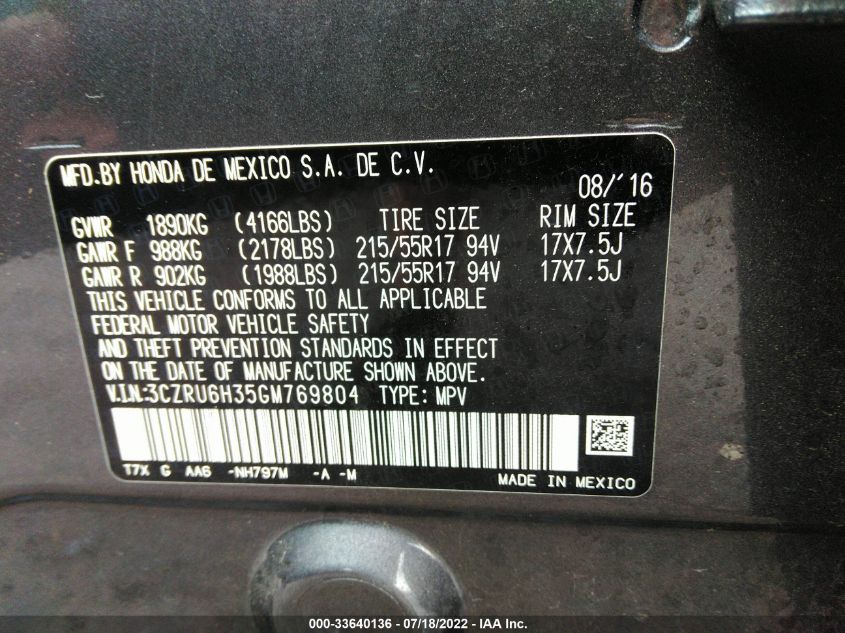 MFD.BY HONDA DE MEXICO S.A. DE C.V.
08/'16
GVWR 1890KG (4166LBS) TIRE SIZE RIM SIZE
GAWR F 988KG (2178LBS) 215/55R17 94V 17X7.5J
GAWR R 902KG (1988LBS) 215/55R17 94V 17X7.5J
THIS VEHICLE CONFORMS TO ALL APPLICABLE
FEDERAL MOTOR VEHICLE SAFETY
AND THEFT PREVENTION STANDARDS IN EFFECT
ON THE DATE OF MANUFACTURE SHOWN ABOVE.
V.I.N:3CZRU6H35GM769804 TYPE: MPV
T7X G AA6 -NH797M -A -M
MADE IN MEXICO
000-33640136 - 07/18/2022 - IAA Inc.